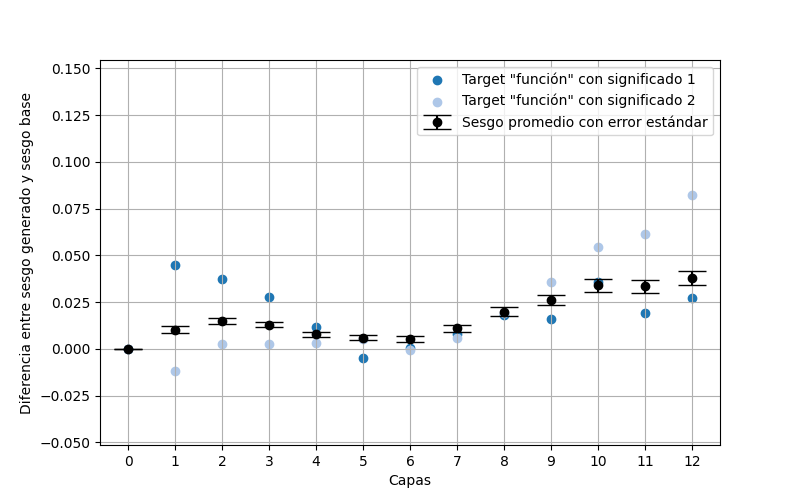 Target "función" con significado 1
Target "función" con significado 2
Sesgo promedio con error estándar
Diferencia entre sesgo generado y sesgo base
0.150
0.125
0.100
0.075
0.050
0.025
0.000
−0.025
−0.050
0 1 2 3 4 5 6 7 8 9 10 11 12
Capas